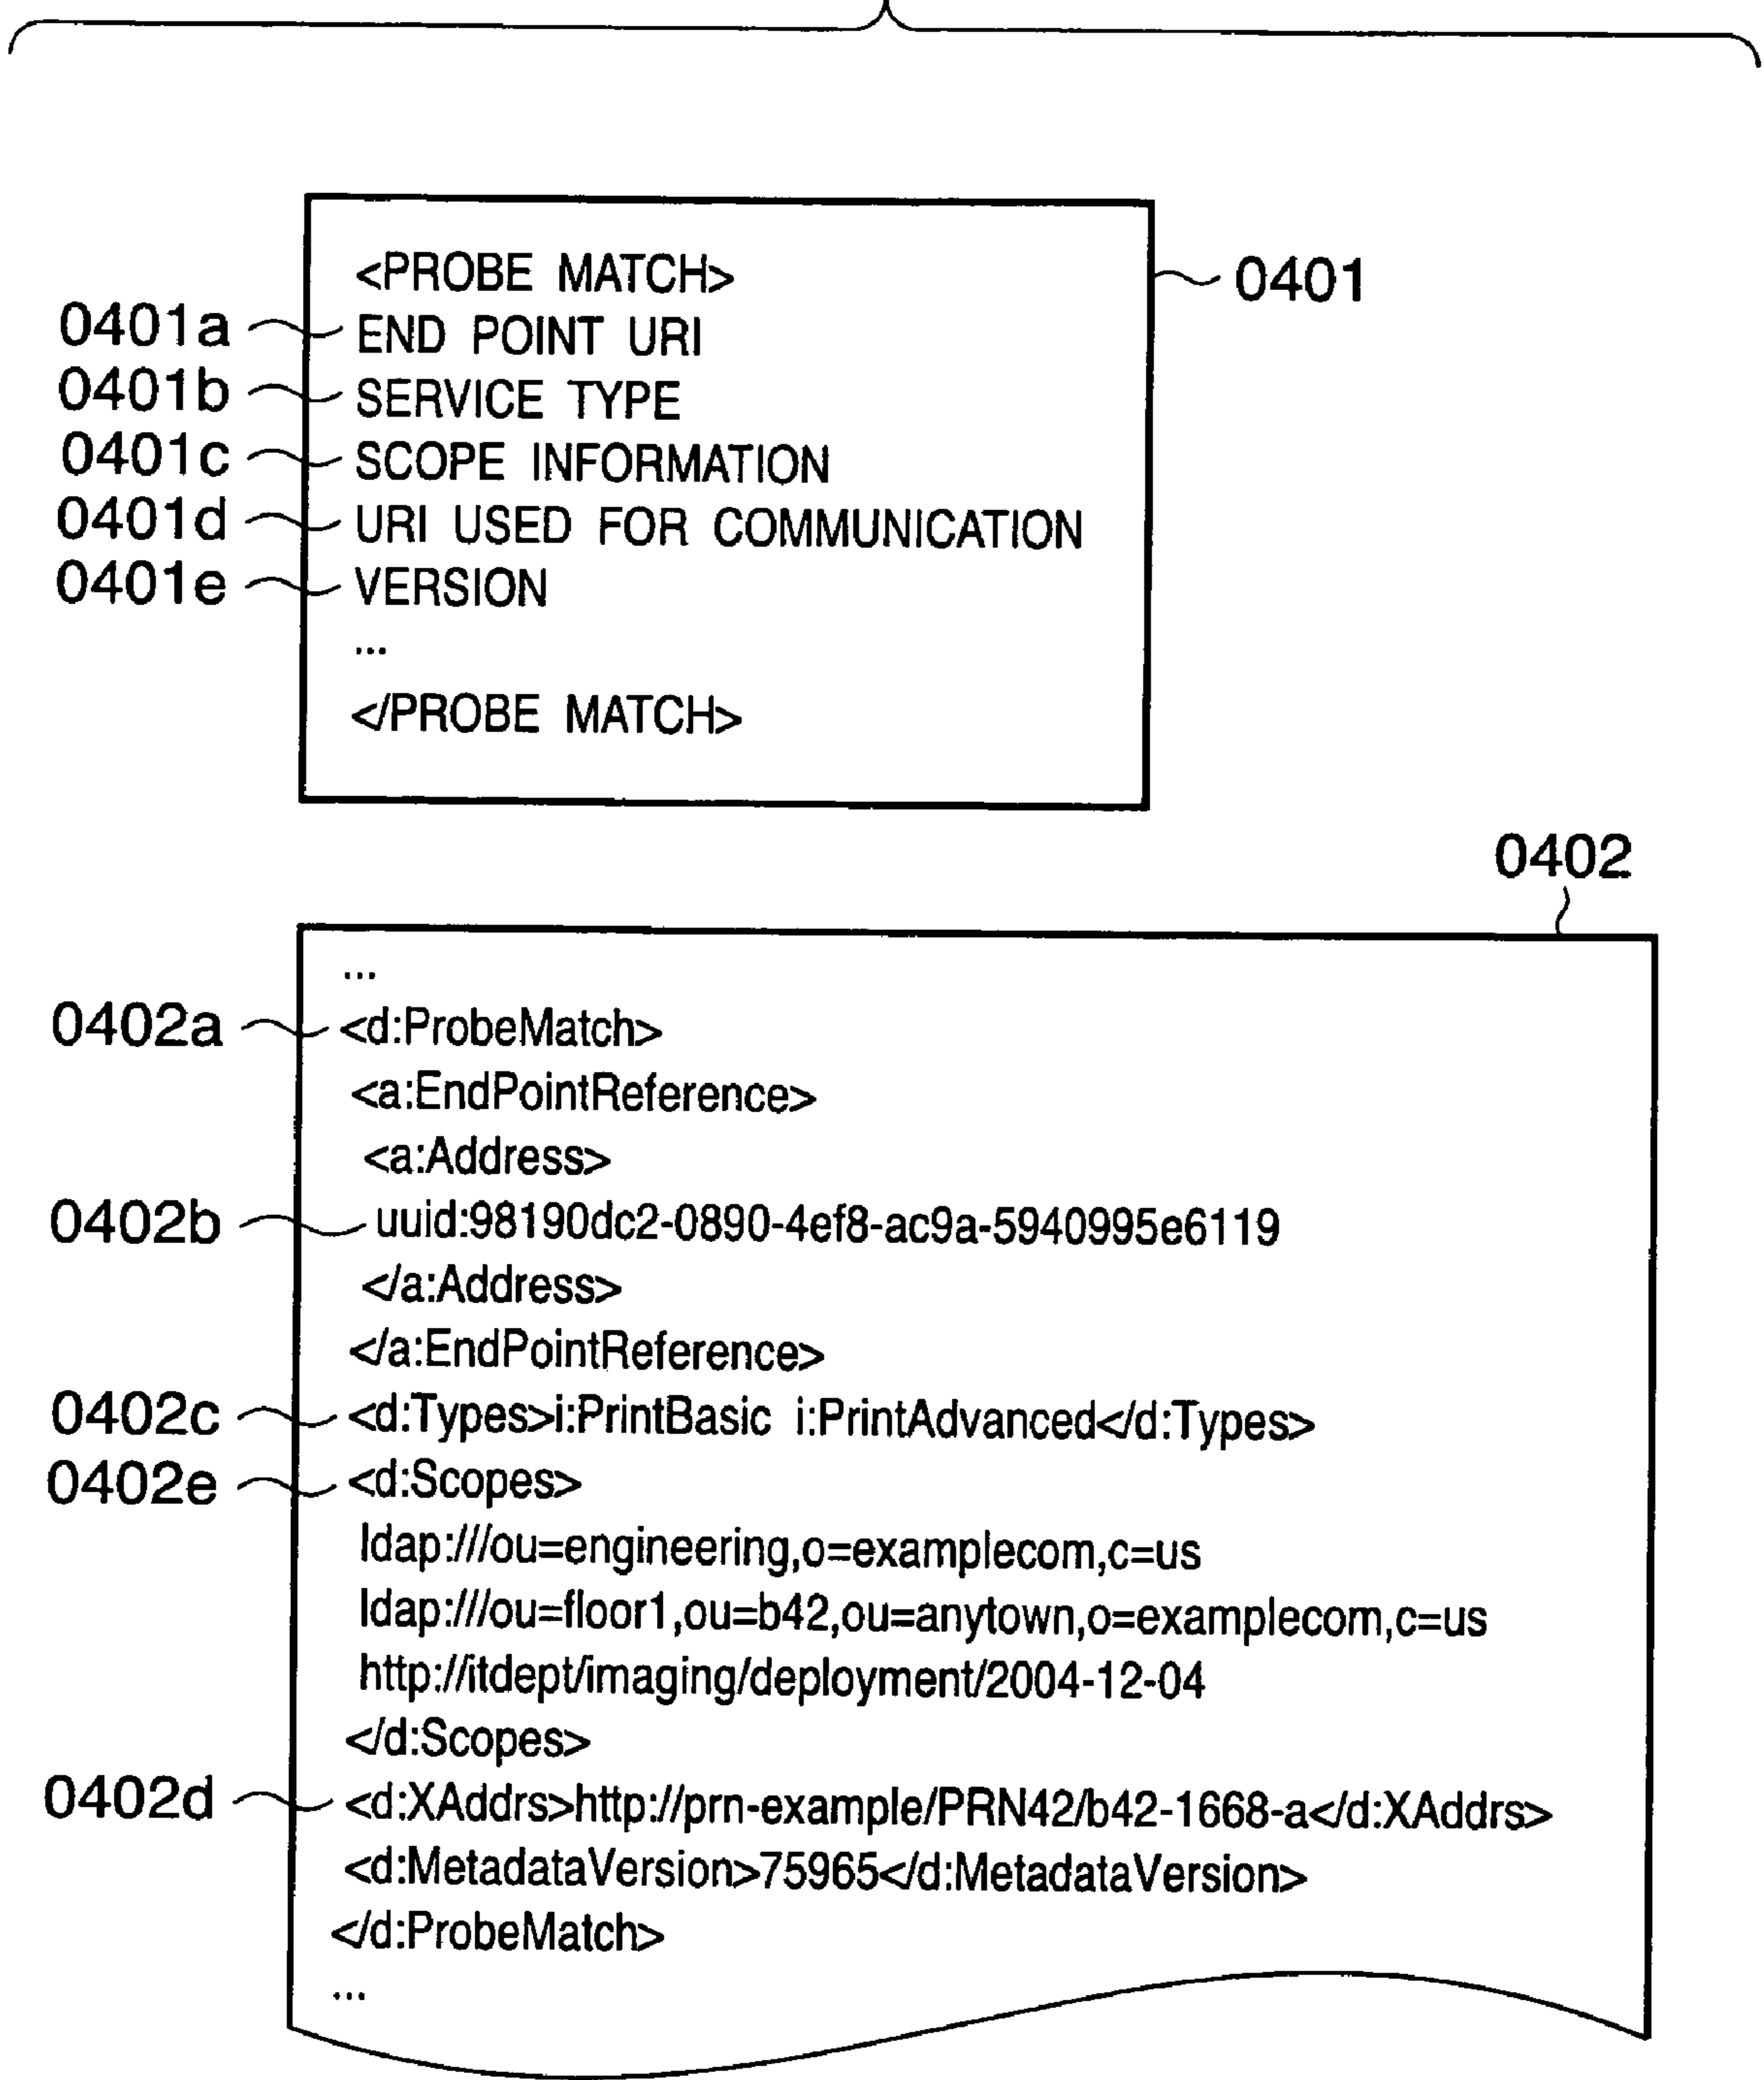 <PROBE MATCH>
0401
0401a END POINT URI
0401b SERVICE TYPE
0401c SCOPE INFORMATION
0401d URI USED FOR COMMUNICATION
0401e VERSION
...
</PROBE MATCH>
0402
...
0402a <d:ProbeMatch>
<a:EndPointReference>
<a:Address>
0402b uuid:98190dc2-0890-4ef8-ac9a-5940995e6119
</a:Address>
</a:EndPointReference>
0402c <d:Types>i:PrintBasic i:PrintAdvanced</d:Types>
0402e <d:Scopes>
ldap:///ou=engineering,o=examplecom,c=us
ldap:///ou=floor1,ou=b42,ou=anytown,o=examplecom,c=us
http://itdept/imaging/deployment/2004-12-04
</d:Scopes>
0402d <d:XAddrs>http://prn-example/PRN42/b42-1668-a</d:XAddrs>
<d:MetadataVersion>75965</d:MetadataVersion>
</d:ProbeMatch>
...